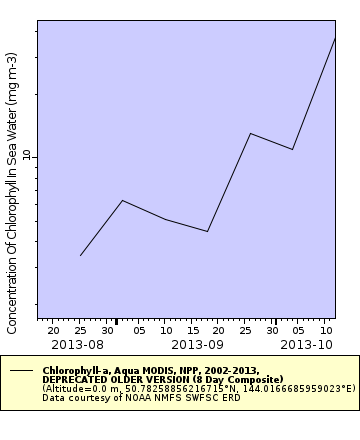 Concentration Of Chlorophyll In Sea Water (mg m-3)
10
20 25 30 05 10 15 20 25 30 05 10
2013-08 2013-09 2013-10
Chlorophyll-a, Aqua MODIS, NPP, 2002-2013,
DEPRECATED OLDER VERSION (8 Day Composite)
(Altitude=0.0 m, 50.78258856216715°N, 144.0166685959023°E)
Data courtesy of NOAA NMFS SWFSC ERD